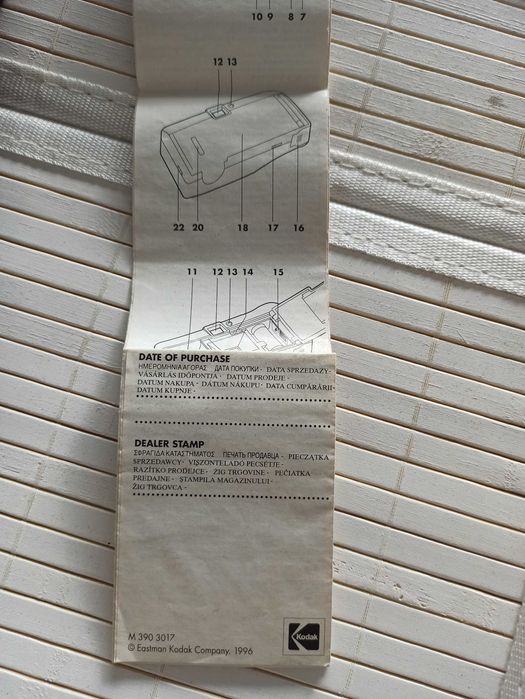 10 9 8 7
12 13
22 20 18 17 16
11 12 13 14 15
DATE OF PURCHASE
ΗΜΕΡΟΜΗΝΙΑ ΑΓΟΡΑΣ ДАТА ПОКУПКИ · DATA SPRZEDAŻY ·
VÁSÁRLÁS IDŐPONTJA · DATUM PRODEJE ·
DATUM NAKUPA · DÁTUM NÁKUPU · DATA CUMPĂRĂRII ·
DATUM KUPNJE ·
DEALER STAMP
ΣΦΡΑΓΙΔΑ ΚΑΤΑΣΤΗΜΑΤΟΣ ПЕЧАТЬ ПРОДАВЦА · PIECZĄTKA
SPRZEDAWCY · VISZONTELADÓ PECSÉTJE ·
RAZÍTKO PRODEJCE · ŽIG TRGOVINE · PEČIATKA
PREDAJNE · ŞTAMPILA MAGAZINULUI ·
ŽIG TRGOVCA ·
M 390 3017
© Eastman Kodak Company, 1996
Kodak